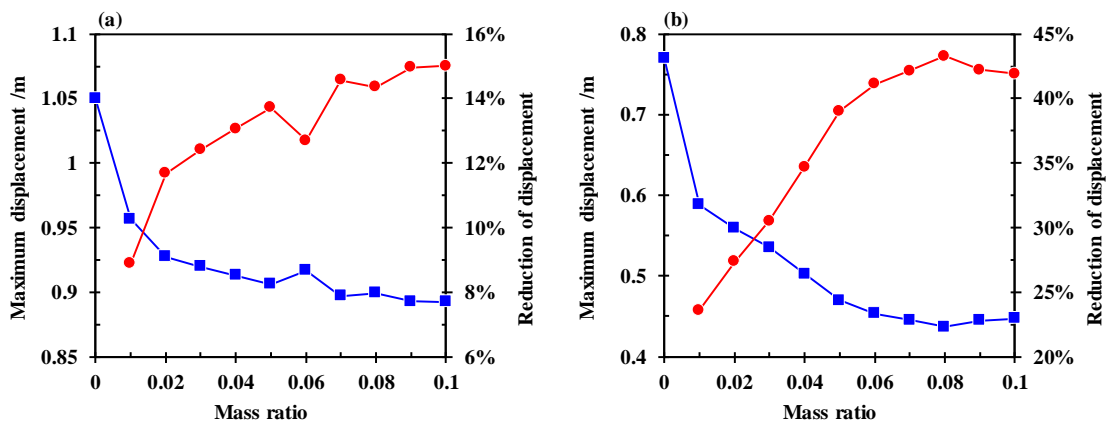 (a)
1.1
1.05
1
0.95
0.9
0.85
Maximum displacement /m
16%
14%
12%
10%
8%
6%
Reduction of displacement
0 0.02 0.04 0.06 0.08 0.1
Mass ratio
(b)
0.8
0.7
0.6
0.5
0.4
Maximum displacement /m
45%
40%
35%
30%
25%
20%
Reduction of displacement
0 0.02 0.04 0.06 0.08 0.1
Mass ratio